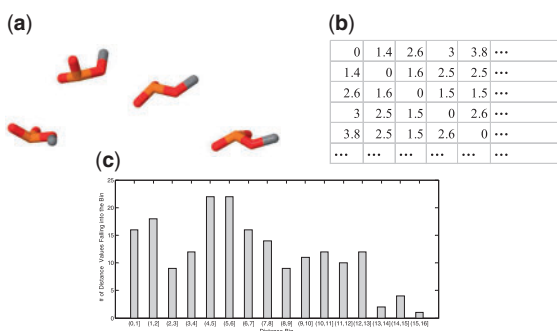 (a)
(b)
0 1.4 2.6 3 3.8 ...
1.4 0 1.6 2.5 2.5 ...
2.6 1.6 0 1.5 1.5 ...
3 2.5 1.5 0 2.6 ...
3.8 2.5 1.5 2.6 0 ...
... ... ... ... ... ...
(c)
# of Distance Values Falling into the Bin
25
20
15
10
5
0
(0,1] (1,2] (2,3] (3,4] (4,5] (5,6] (6,7] (7,8] (8,9] (9,10] (10,11] (11,12] (12,13] (13,14] (14,15] (15,16]
Distance Bin